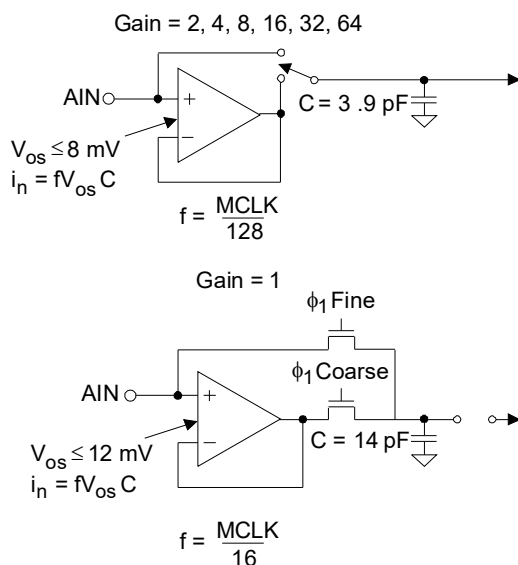 Gain = 2, 4, 8, 16, 32, 64
AIN
+
−
V_os ≤ 8 mV
i_n = fV_os C
C = 3 .9 pF
f = MCLK
128
Gain = 1
ϕ₁ Fine
ϕ₁ Coarse
AIN
+
−
V_os ≤ 12 mV
i_n = fV_os C
C = 14 pF
f = MCLK
16